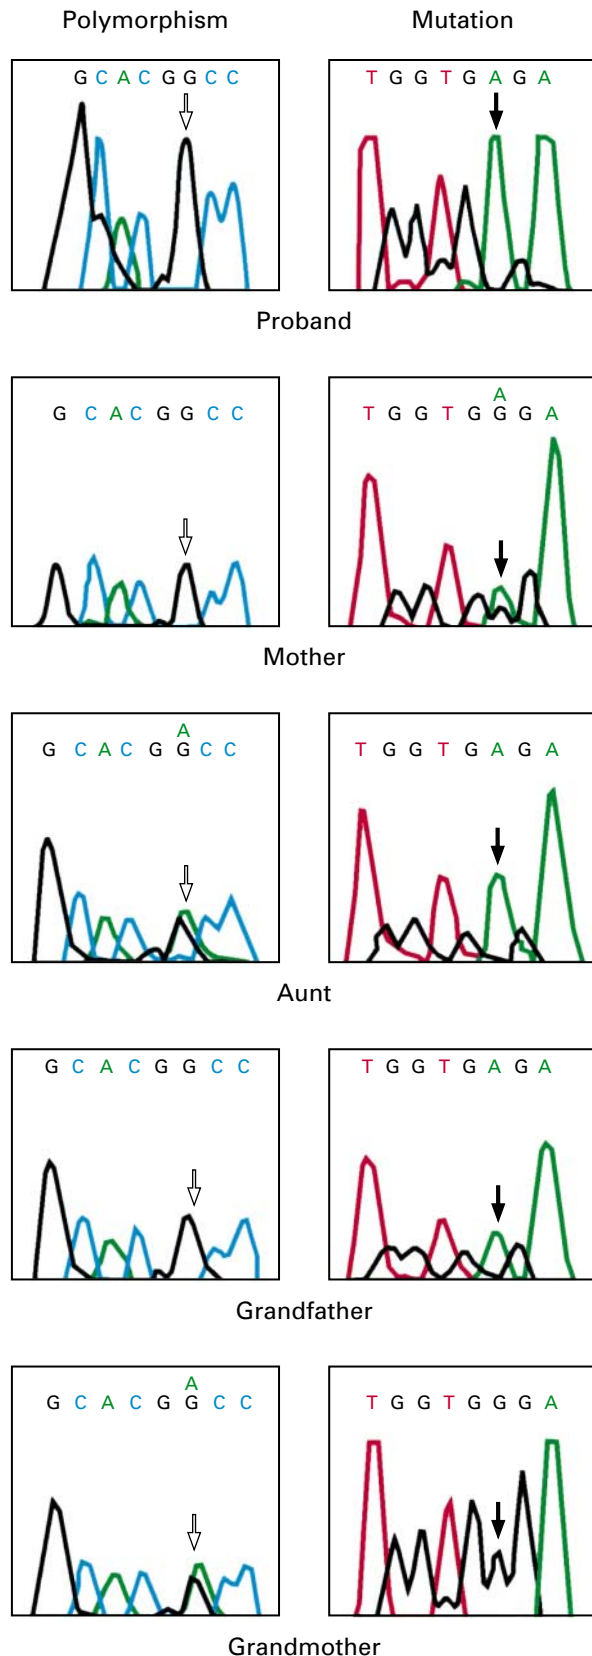 Polymorphism Mutation
G C A C G G C C T G G T G A G A
Proband
A
G C A C G G C C T G G T G G G A
Mother
A
G C A C G G C C T G G T G A G A
Aunt
G C A C G G C C T G G T G A G A
Grandfather
A
G C A C G G C C T G G T G G G A
Grandmother